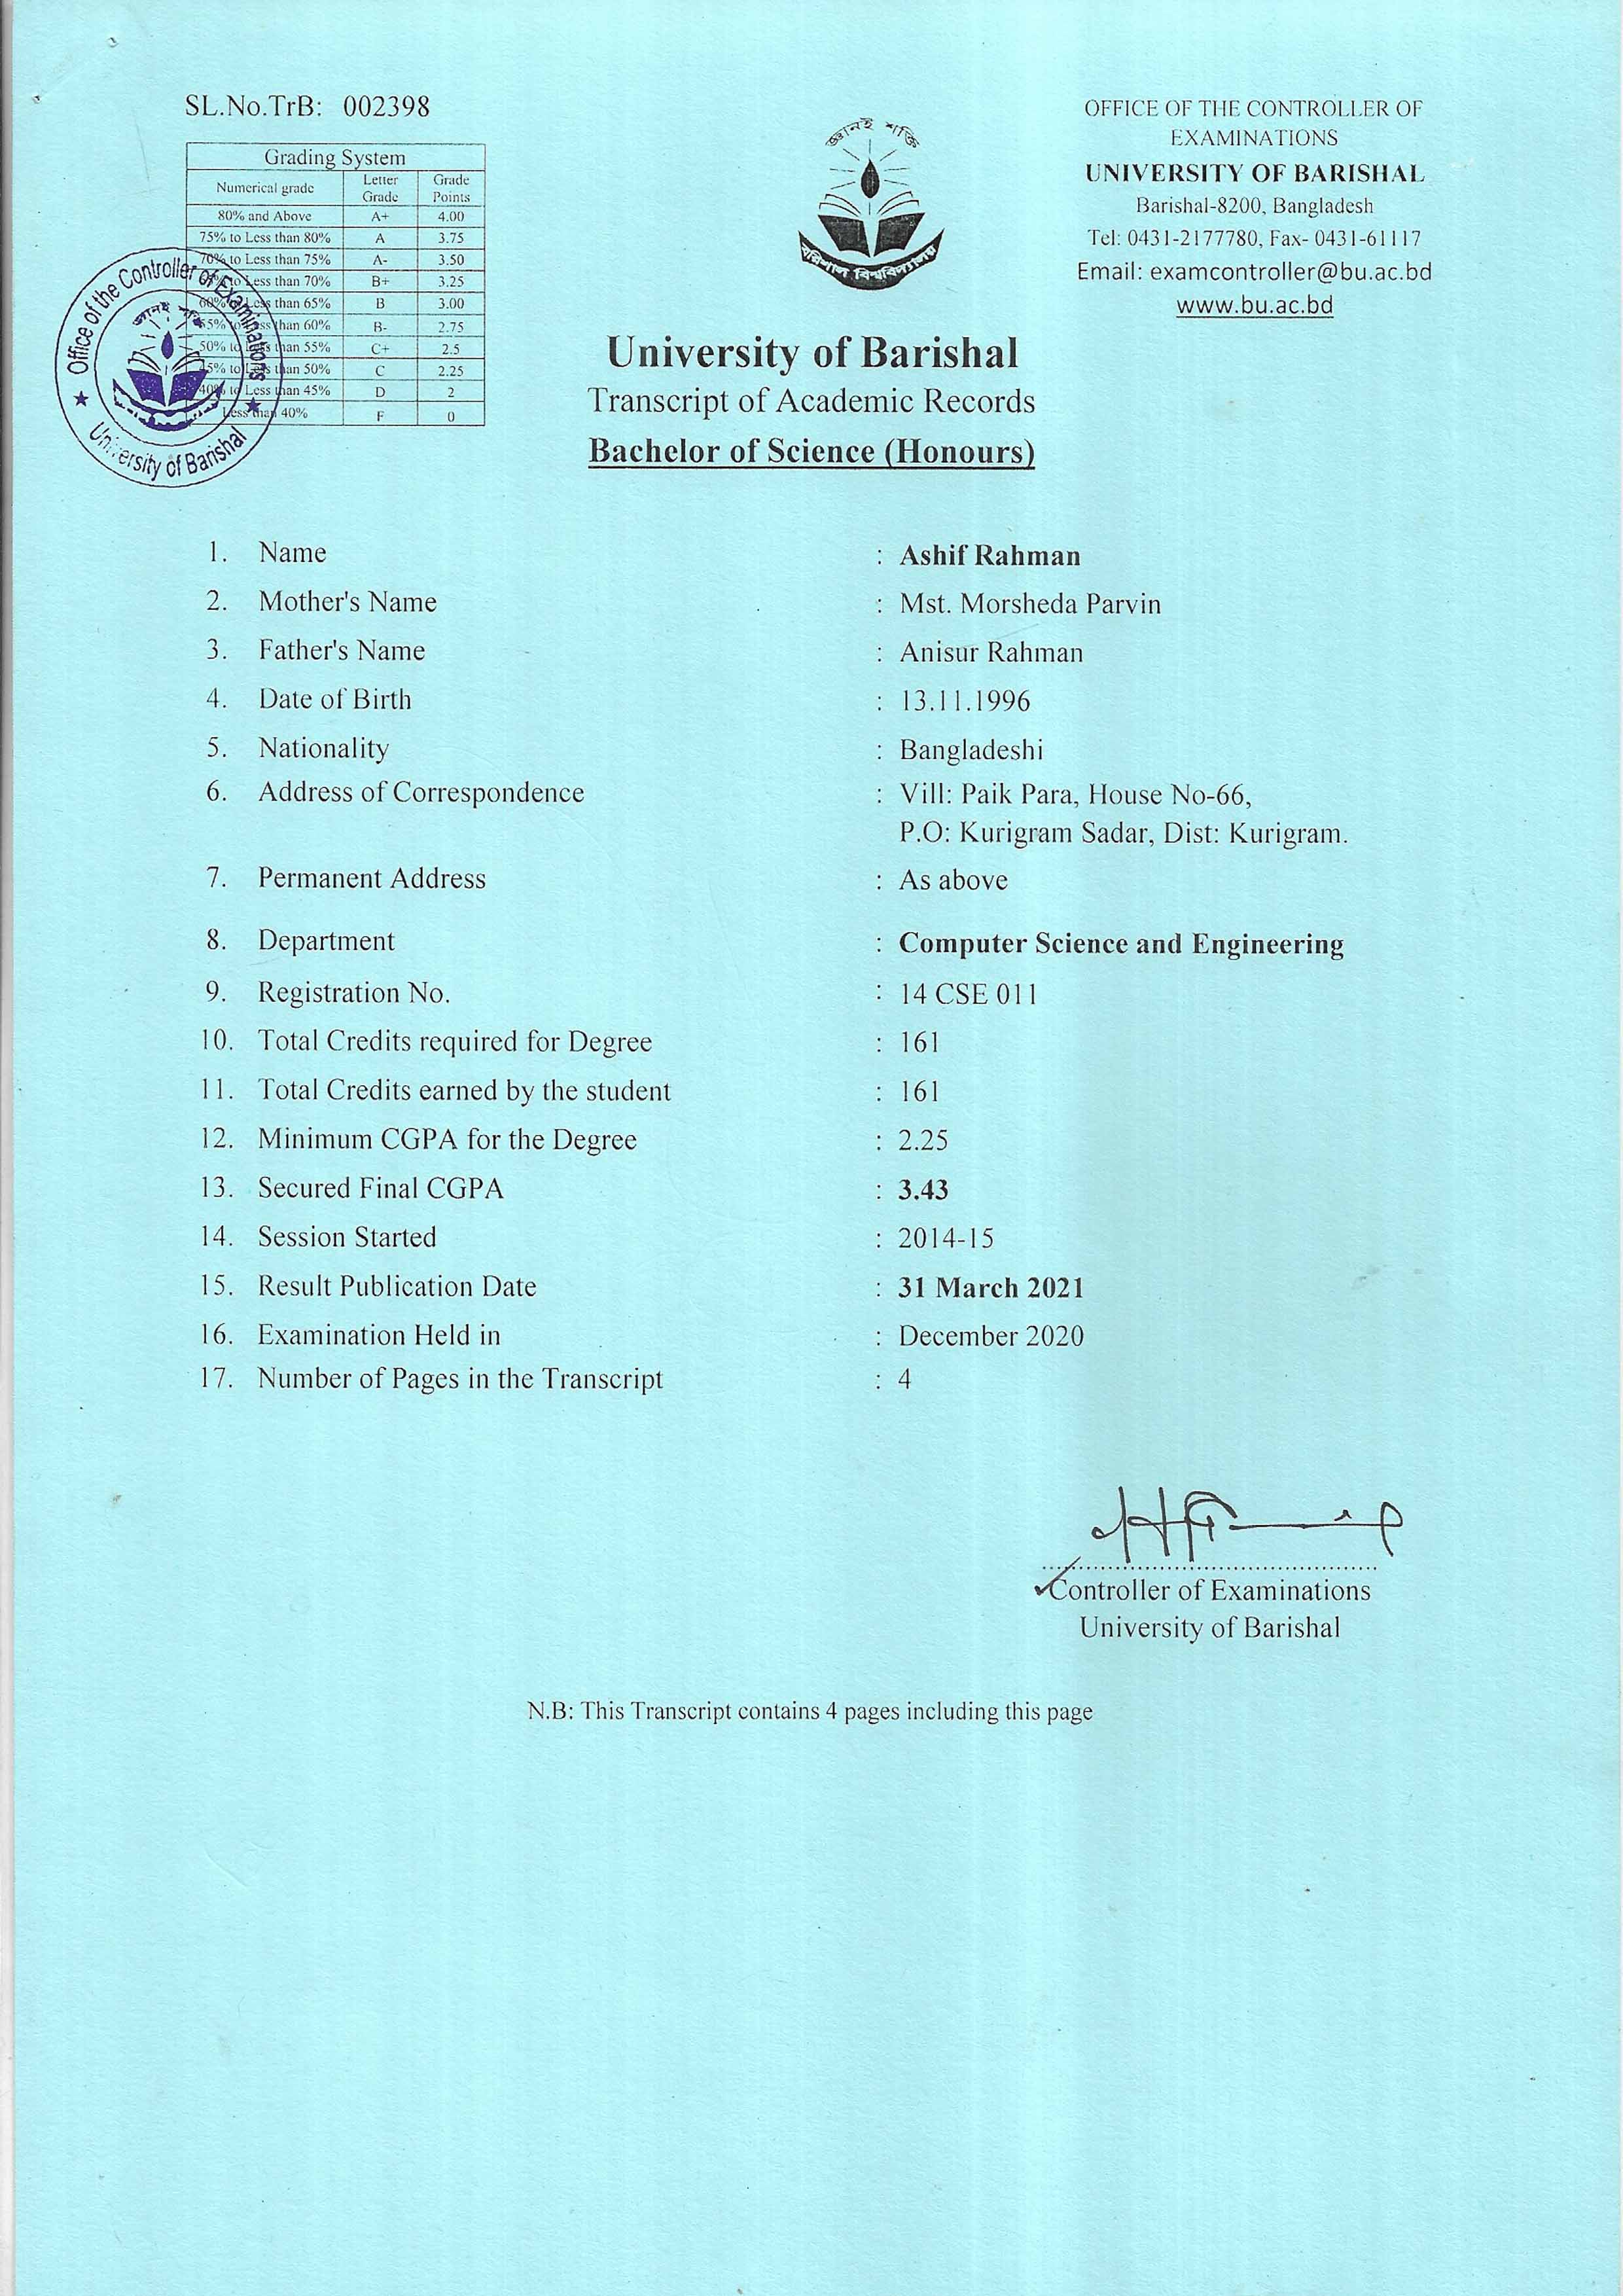 SL.No.TrB: 002398
Grading System
Numerical grade Letter Grade Grade Points
80% and Above A+ 4.00
75% to Less than 80% A 3.75
70% to Less than 75% A- 3.50
to Less than 70% B+ 3.25
60% Less than 65% B 3.00
55% to Less than 60% B- 2.75
50% to Less than 55% C+ 2.5
45% to Less than 50% C 2.25
40% to Less than 45% D 2
Less than 40% F 0
Office of the Controller of Examinations
জ্ঞানই শক্তি
University of Barishal
জ্ঞানই শক্তি
বরিশাল বিশ্ববিদ্যালয়
OFFICE OF THE CONTROLLER OF
EXAMINATIONS
UNIVERSITY OF BARISHAL
Barishal-8200, Bangladesh
Tel: 0431-2177780, Fax- 0431-61117
Email: examcontroller@bu.ac.bd
www.bu.ac.bd
University of Barishal
Transcript of Academic Records
Bachelor of Science (Honours)
1. Name : Ashif Rahman
2. Mother's Name : Mst. Morsheda Parvin
3. Father's Name : Anisur Rahman
4. Date of Birth : 13.11.1996
5. Nationality : Bangladeshi
6. Address of Correspondence : Vill: Paik Para, House No-66,
P.O: Kurigram Sadar, Dist: Kurigram.
7. Permanent Address : As above
8. Department : Computer Science and Engineering
9. Registration No. : 14 CSE 011
10. Total Credits required for Degree : 161
11. Total Credits earned by the student : 161
12. Minimum CGPA for the Degree : 2.25
13. Secured Final CGPA : 3.43
14. Session Started : 2014-15
15. Result Publication Date : 31 March 2021
16. Examination Held in : December 2020
17. Number of Pages in the Transcript : 4
Controller of Examinations
University of Barishal
N.B: This Transcript contains 4 pages including this page